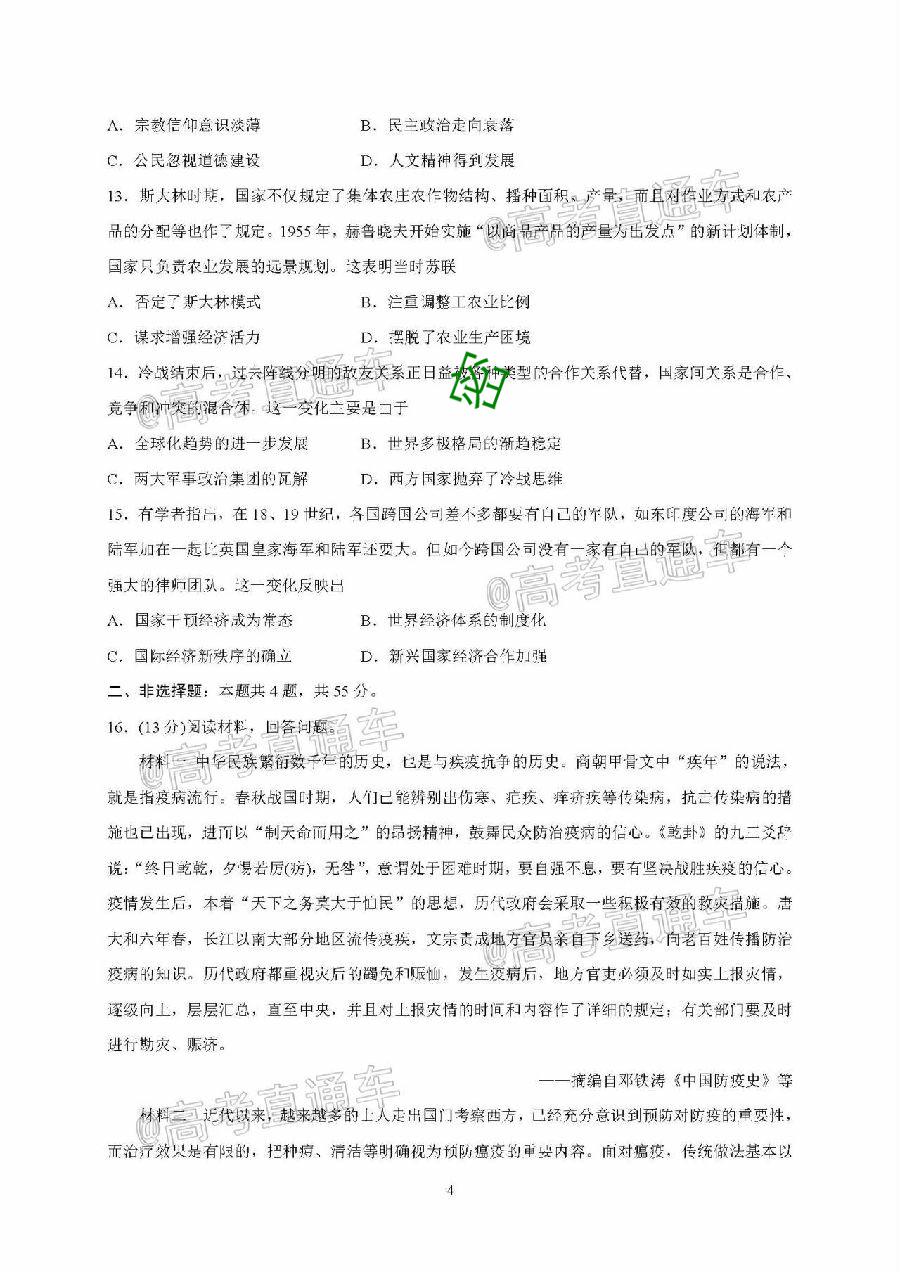 A．宗教信仰意识淡薄 B．民主政治走向衰落
C．公民忽视道德建设 D．人文精神得到发展
13．斯大林时期，国家不仅规定了集体农庄农作物结构、播种面积、产量，而且对作业方式和农产
品的分配等也作了规定。1955年，赫鲁晓夫开始实施“以商品产品的产量为出发点”的新计划体制，
国家只负责农业发展的远景规划。这表明当时苏联
A．否定了斯大林模式 B．注重调整工农业比例
C．谋求增强经济活力 D．摆脱了农业生产困境
14．冷战结束后，过去阵线分明的敌友关系正日益被各种类型的合作关系代替，国家间关系是合作、
竞争和冲突的混合体。这一变化主要是由于
A．全球化趋势的进一步发展 B．世界多极格局的渐趋稳定
C．两大军事政治集团的瓦解 D．西方国家抛弃了冷战思维
15．有学者指出，在18、19世纪，各国跨国公司差不多都要有自己的军队，如东印度公司的海军和
陆军加在一起比英国皇家海军和陆军还要大。但如今跨国公司没有一家有自己的军队，但都有一个
强大的律师团队。这一变化反映出
A．国家干预经济成为常态 B．世界经济体系的制度化
C．国际经济新秩序的确立 D．新兴国家经济合作加强
二、非选择题：本题共4题，共55分。
16．(13分)阅读材料，回答问题。
材料一 中华民族繁衍数千年的历史，也是与疾疫抗争的历史。商朝甲骨文中“疾年”的说法，
就是指疫病流行。春秋战国时期，人们已能辨别出伤寒、疟疾、痒疥疾等传染病，抗击传染病的措
施也已出现，进而以“制天命而用之”的昂扬精神，鼓舞民众防治疫病的信心。《乾卦》的九三爻辞
说：“终日乾乾，夕惕若厉(疠)，无咎”，意谓处于困难时期，要自强不息，要有坚决战胜疾疫的信心。
疫情发生后，本着“天下之务莫大于恤民”的思想，历代政府会采取一些积极有效的救灾措施。唐
大和六年春，长江以南大部分地区流传疫疾，文宗责成地方官员亲自下乡送药，向老百姓传播防治
疫病的知识。历代政府都重视灾后的蠲免和赈恤，发生疫病后，地方官吏必须及时如实上报灾情，
逐级向上，层层汇总，直至中央，并且对上报灾情的时间和内容作了详细的规定；有关部门要及时
进行勘灾、赈济。
——摘编自邓铁涛《中国防疫史》等
材料二 近代以来，越来越多的士人走出国门考察西方，已经充分意识到预防对防疫的重要性，
而治疗效果是有限的，把种痘、清洁等明确视为预防瘟疫的重要内容。面对瘟疫，传统做法基本以
4
@高考直通车
@高考直通车
@高考直通车
@高考直通车
@高考直通车
@高考直通车